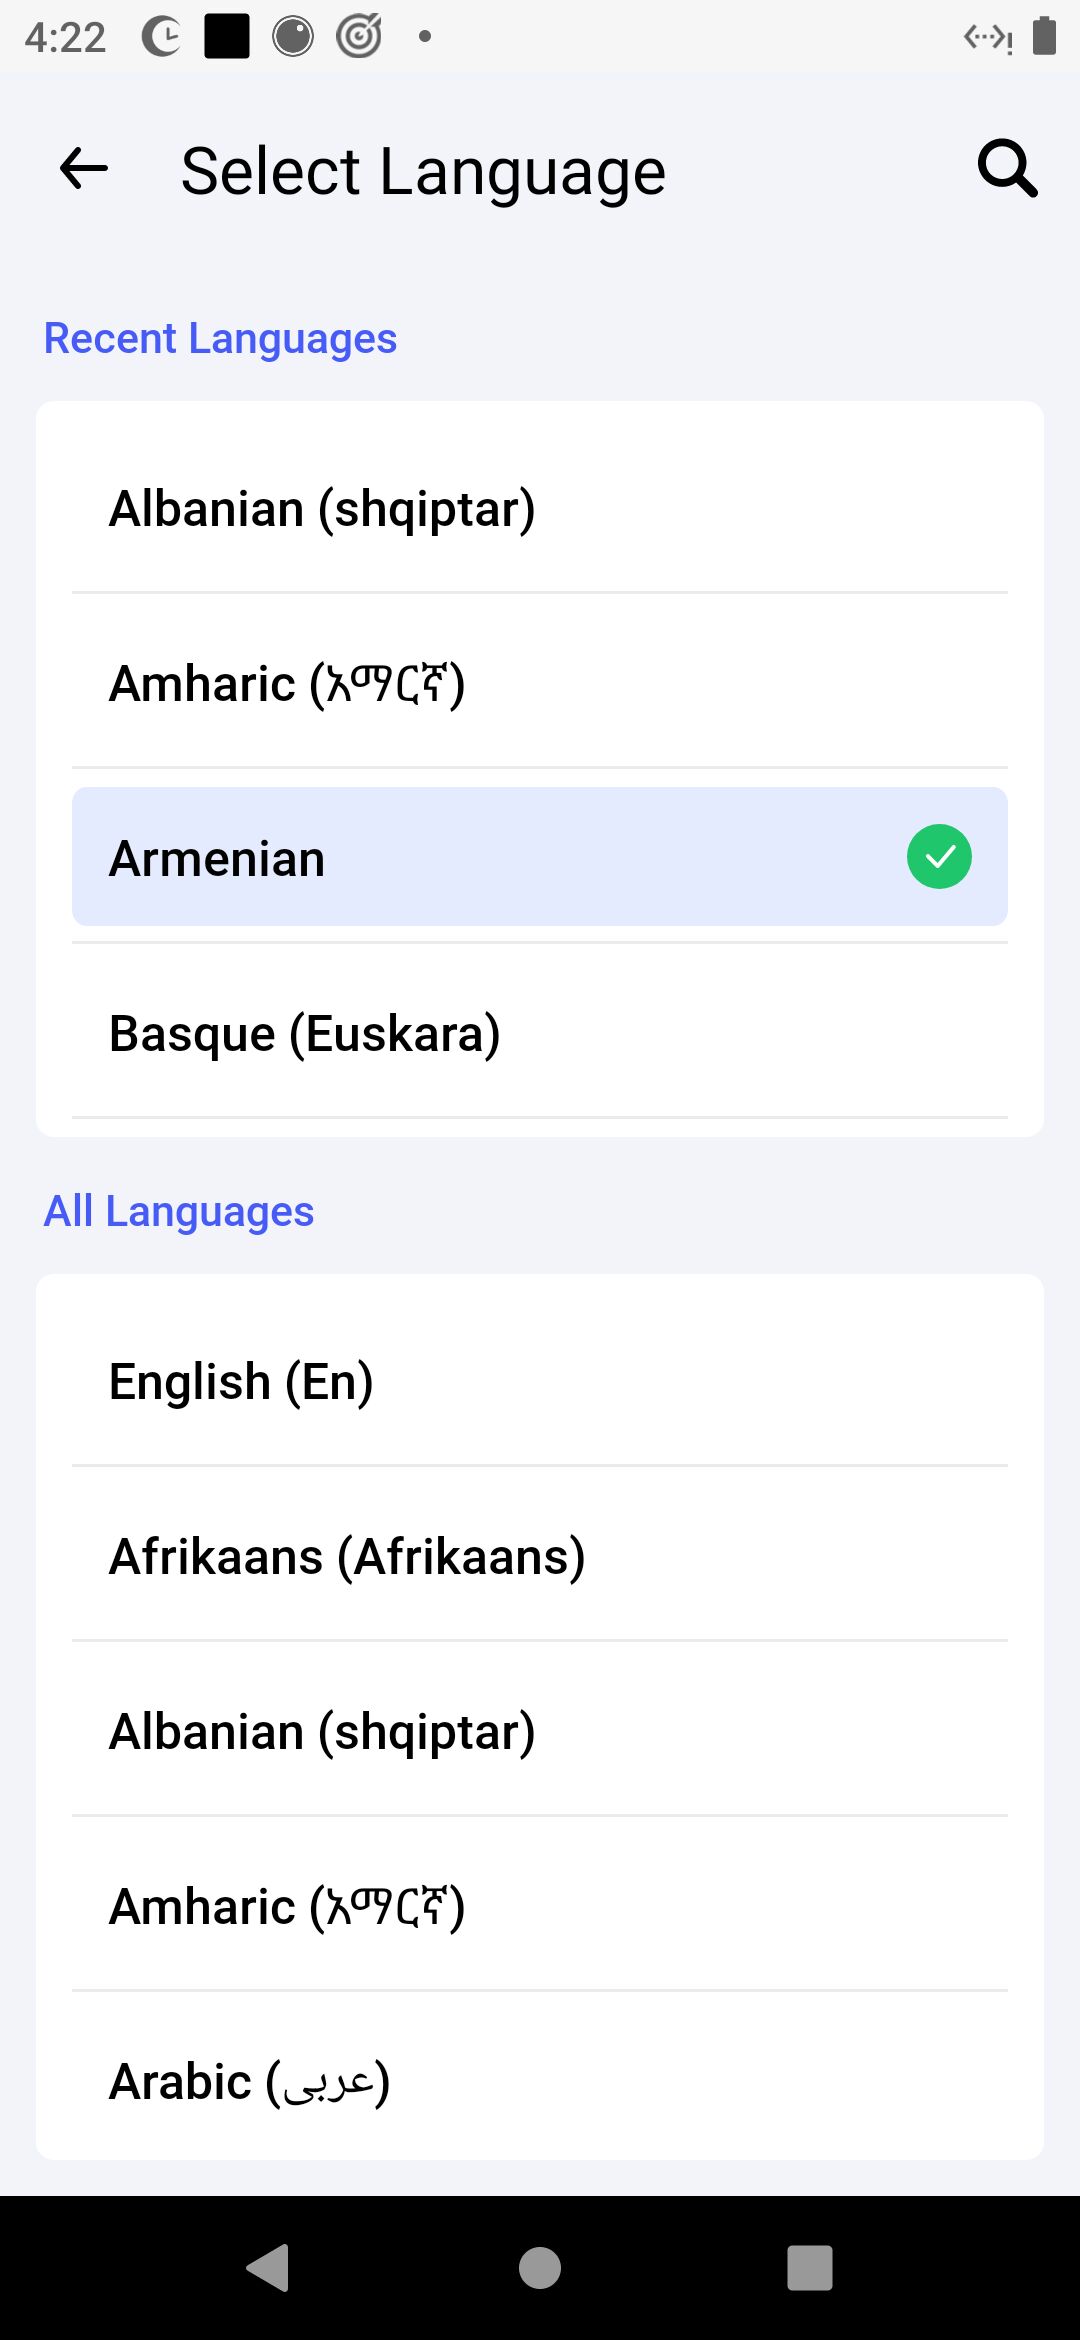 4:22
Select Language
Recent Languages
Albanian (shqiptar)
Amharic (አማርኛ)
Armenian
Basque (Euskara)
All Languages
English (En)
Afrikaans (Afrikaans)
Albanian (shqiptar)
Amharic (አማርኛ)
Arabic (عربى)